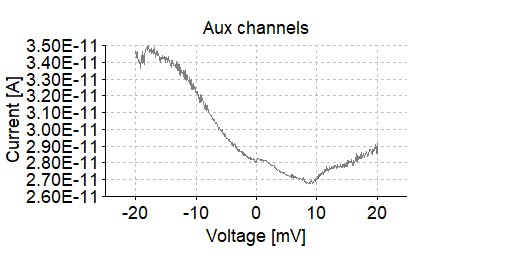 Aux channels
3.50E-11
3.40E-11
3.30E-11
3.20E-11
3.10E-11
3.00E-11
2.90E-11
2.80E-11
2.70E-11
2.60E-11
Current [A]
-20 -10 0 10 20
Voltage [mV]